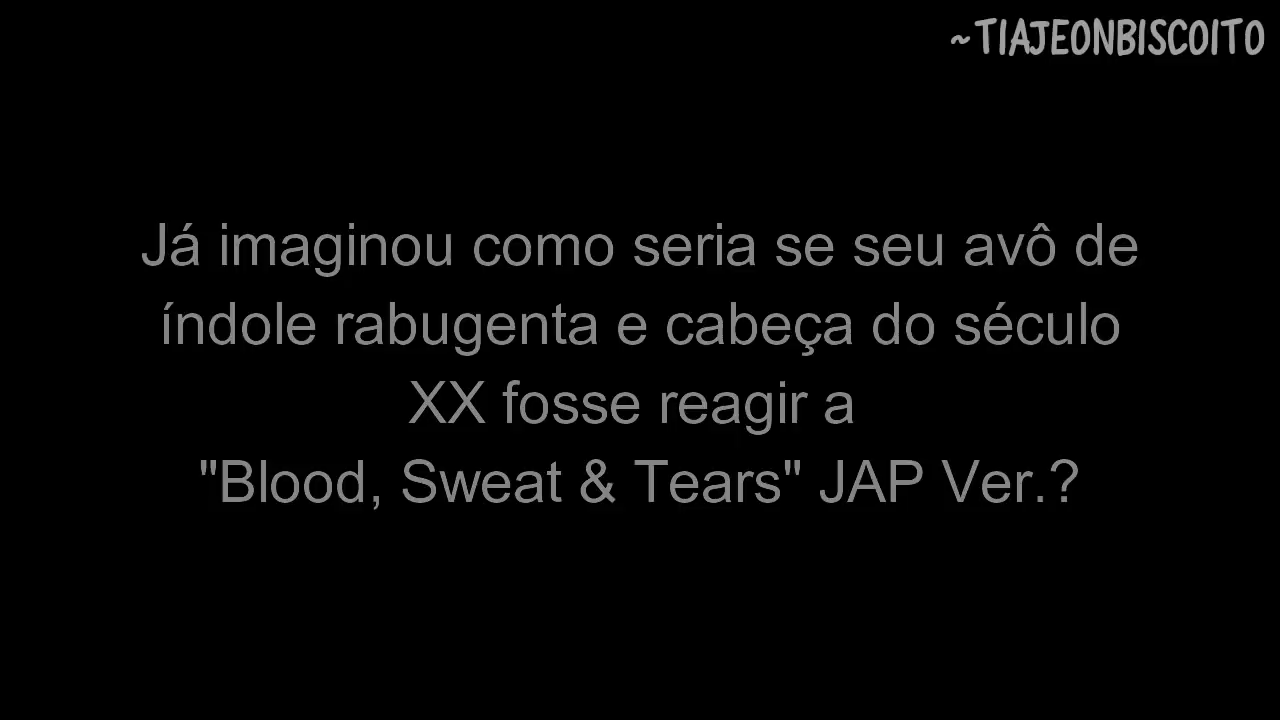 ~TIAJEONBISCOITO
Já imaginou como seria se seu avô de
índole rabugenta e cabeça do século
XX fosse reagir a
"Blood, Sweat & Tears" JAP Ver.?